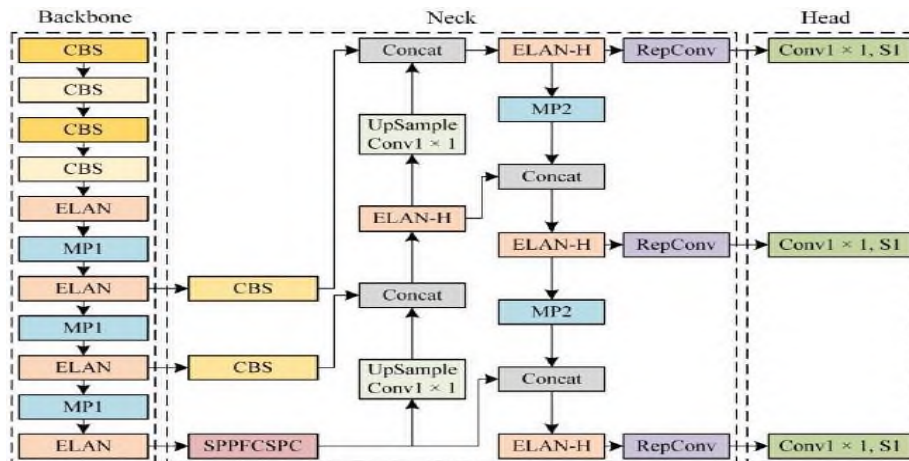 Backbone
Neck
Head
CBS
CBS
CBS
CBS
ELAN
MP1
ELAN
MP1
ELAN
MP1
ELAN
CBS
CBS
SPPFCSPC
Concat
UpSample
Conv1 × 1
ELAN-H
Concat
UpSample
Conv1 × 1
ELAN-H
MP2
Concat
ELAN-H
MP2
Concat
ELAN-H
RepConv
RepConv
RepConv
Conv1 × 1, S1
Conv1 × 1, S1
Conv1 × 1, S1